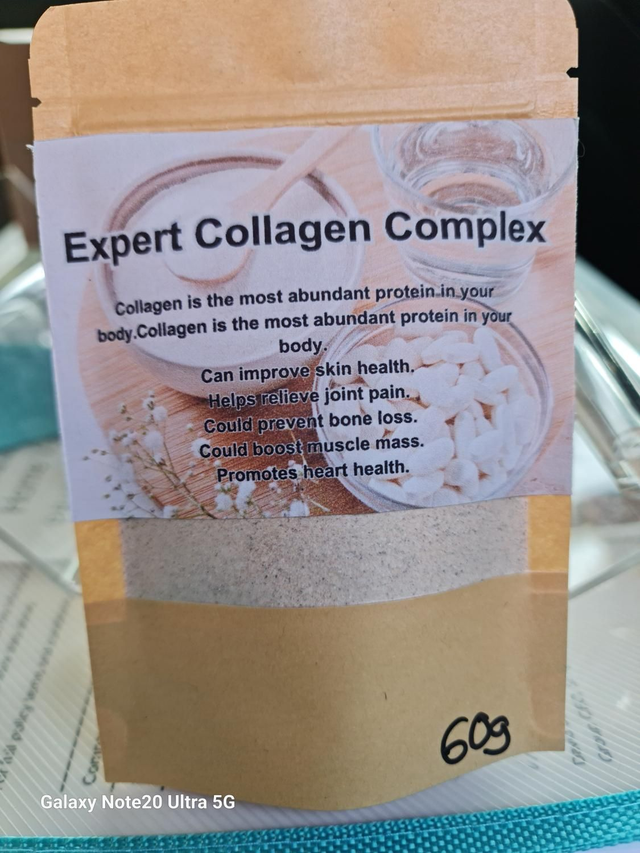 Expert Collagen Complex
Collagen is the most abundant protein in your
body.Collagen is the most abundant protein in your
body.
Can improve skin health.
Helps relieve joint pain.
Could prevent bone loss.
Could boost muscle mass.
Promotes heart health.
60g
Galaxy Note20 Ultra 5G